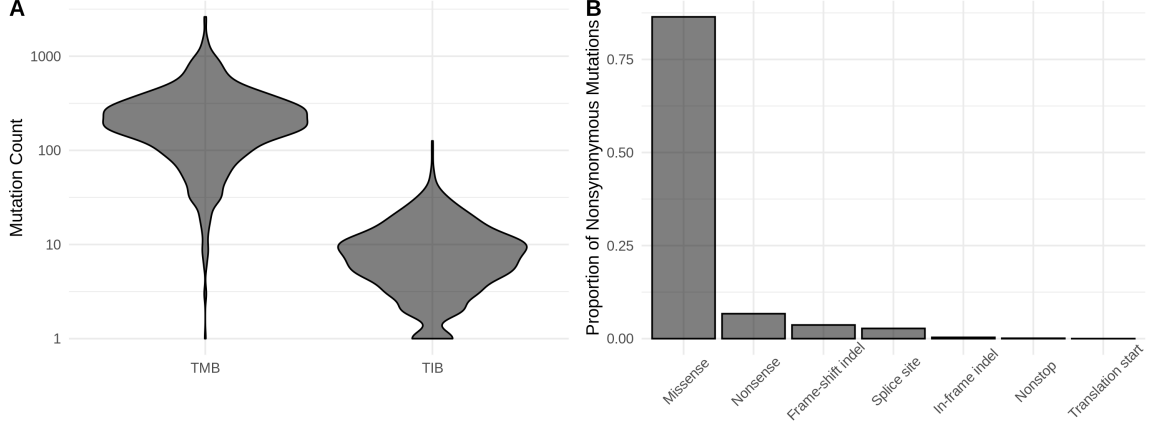 A
Mutation Count
1000
100
10
1
TMB
TIB
B
Proportion of Nonsynonymous Mutations
0.75
0.50
0.25
0.00
Missense
Nonsense
Frame-shift indel
Splice site
In-frame indel
Nonstop
Translation start